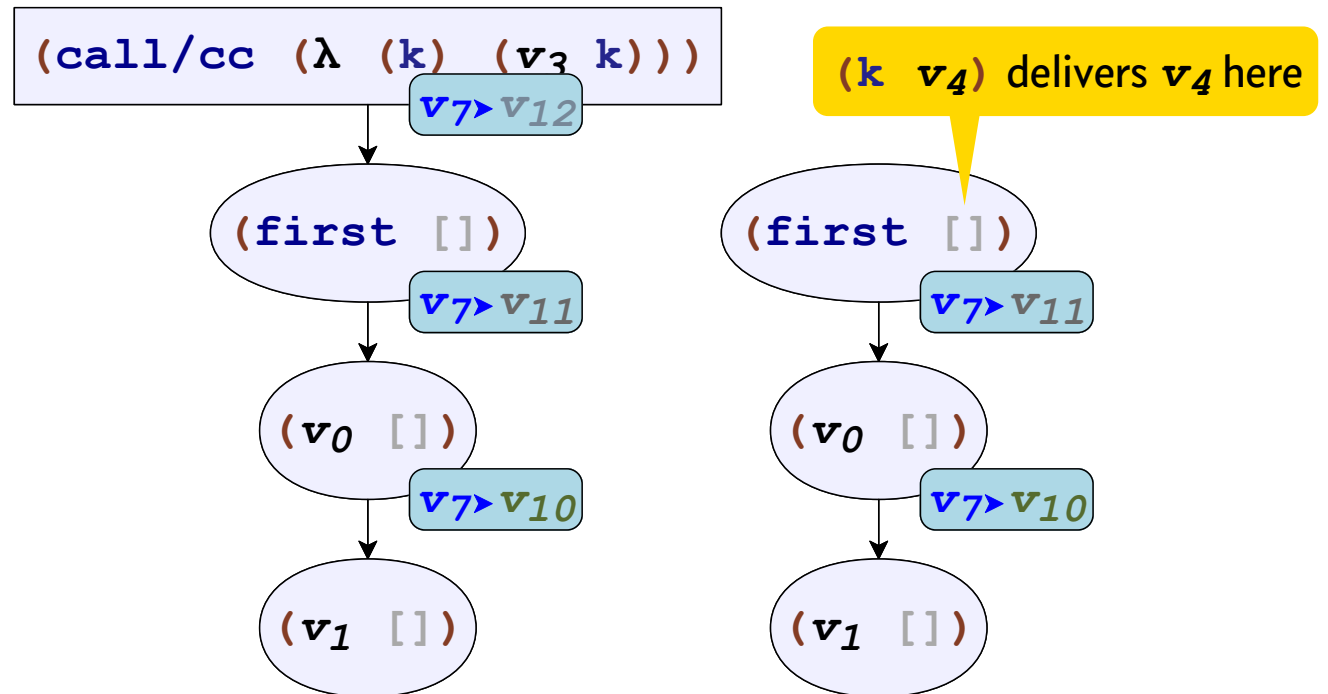 (call/cc (λ (k) (v3 k)))
v7➤v12
(first [])
v7➤v11
(v0 [])
v7➤v10
(v1 [])
(k v4) delivers v4 here
(first [])
v7➤v11
(v0 [])
v7➤v10
(v1 [])